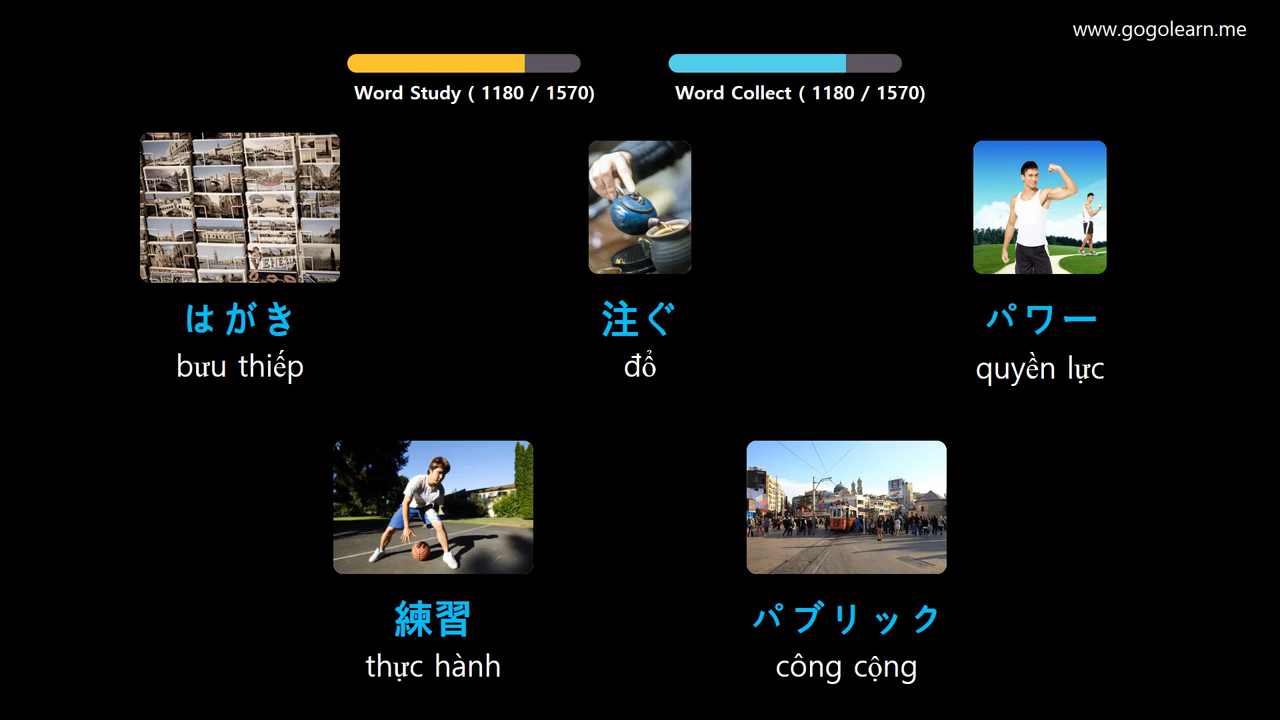 www.gogolearn.me
Word Study ( 1180 / 1570)
Word Collect ( 1180 / 1570)
はがき
bưu thiếp
注ぐ
đổ
パワー
quyền lực
練習
thực hành
パブリック
công cộng